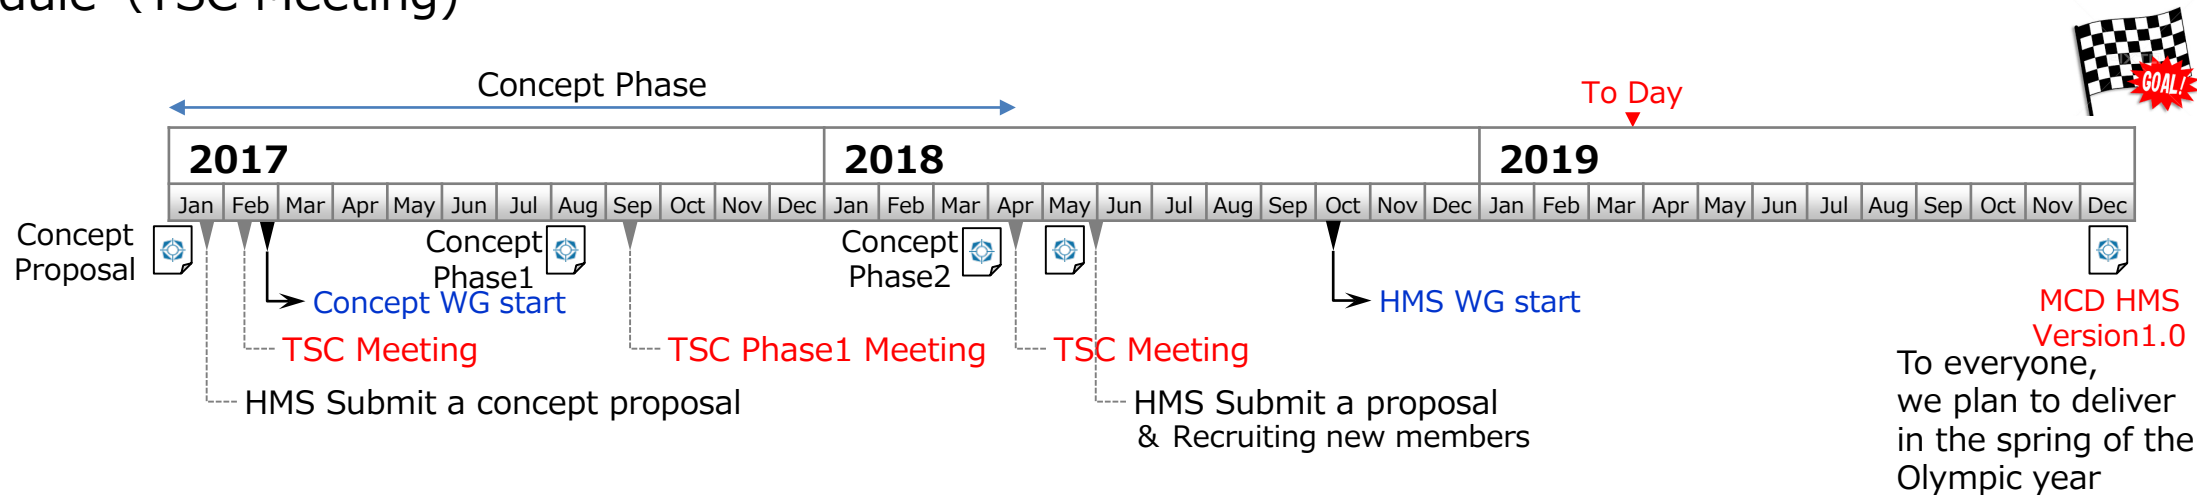 dule (TSC Meeting)
Concept Phase
To Day
GOAL!
2017 2018 2019
Jan Feb Mar Apr May Jun Jul Aug Sep Oct Nov Dec Jan Feb Mar Apr May Jun Jul Aug Sep Oct Nov Dec Jan Feb Mar Apr May Jun Jul Aug Sep Oct Nov Dec
Concept
Proposal
Concept
Phase1
Concept
Phase2
Concept WG start
HMS WG start
MCD HMS
Version1.0
TSC Meeting
TSC Phase1 Meeting
TSC Meeting
HMS Submit a concept proposal
HMS Submit a proposal
& Recruiting new members
To everyone,
we plan to deliver
in the spring of the
Olympic year